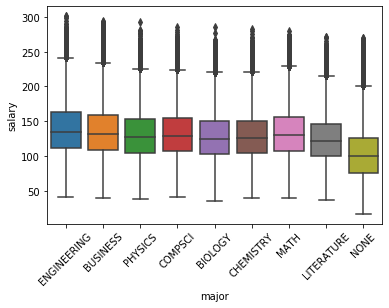 300
250
200
150
100
50
salary
ENGINEERING
BUSINESS
PHYSICS
COMPSCI
BIOLOGY
CHEMISTRY
MATH
LITERATURE
NONE
major